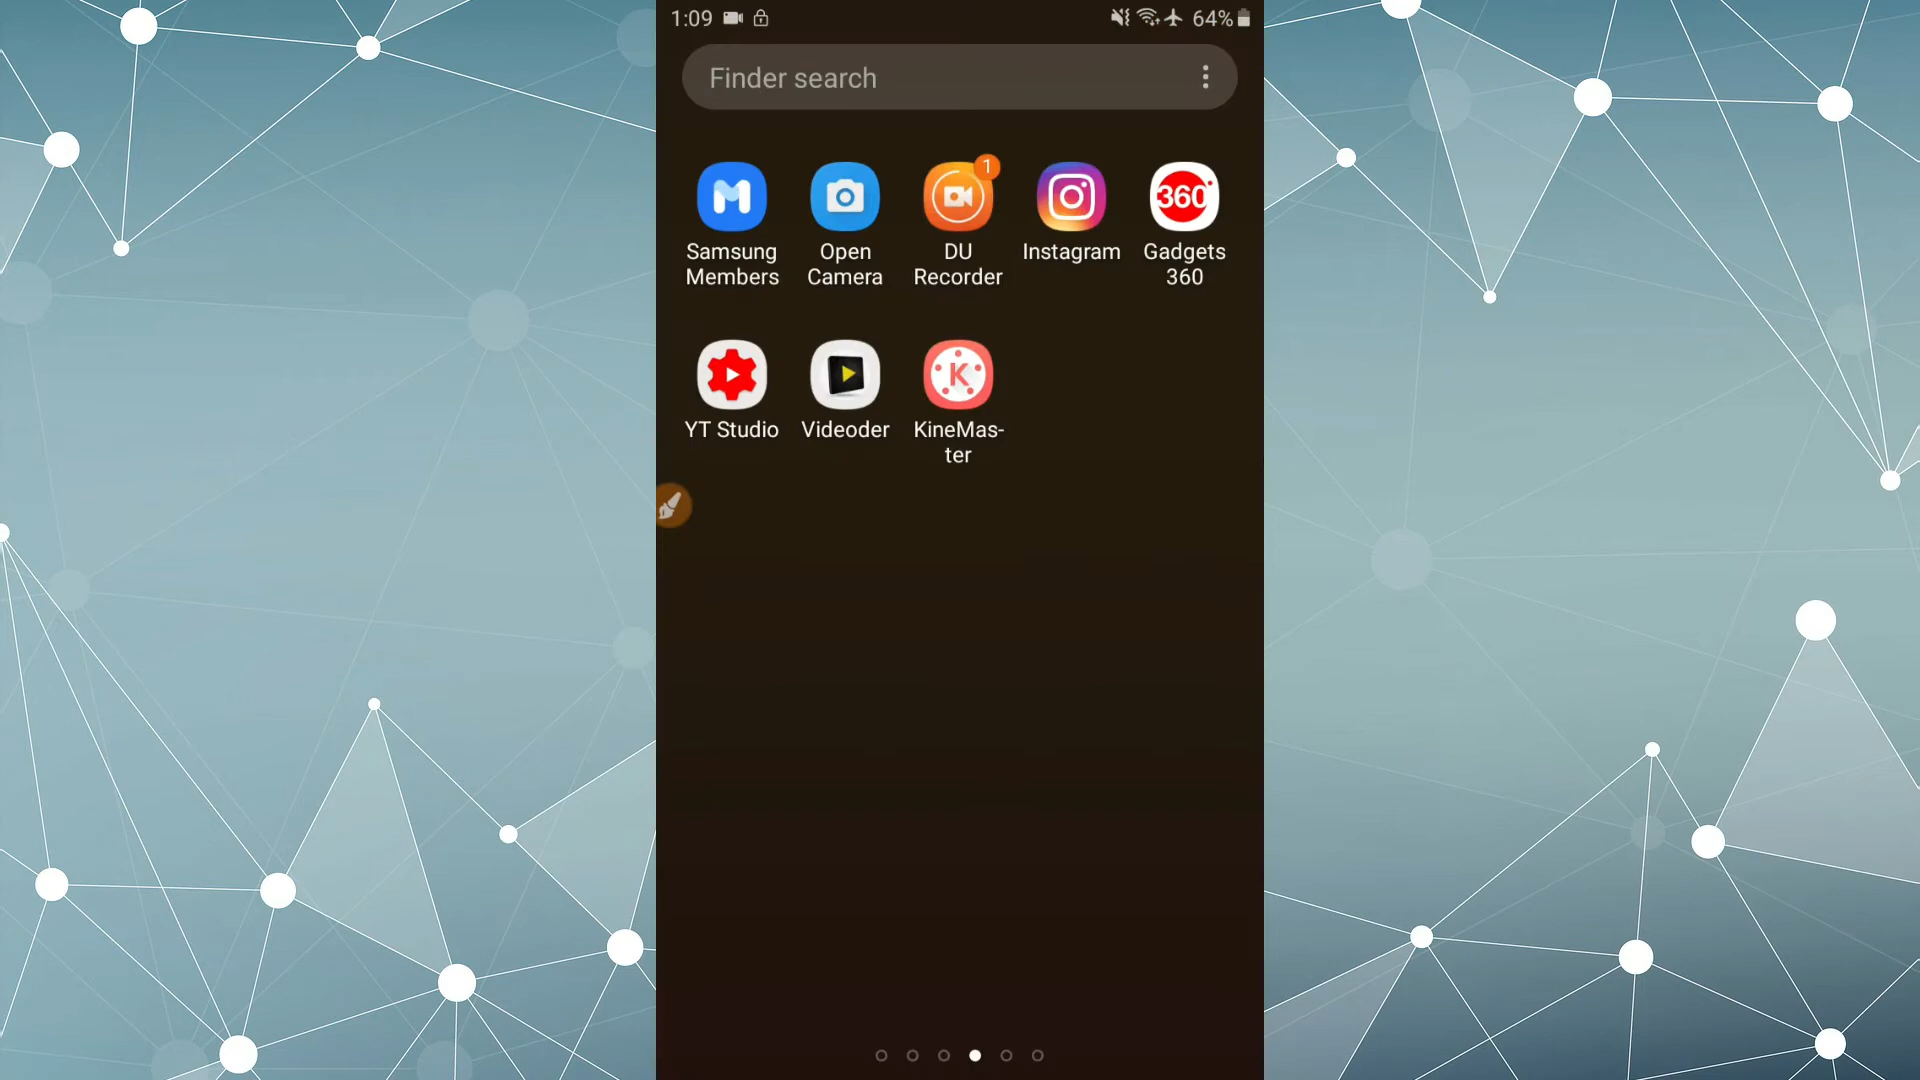 1:09 64%
Finder search
1
360
Samsung Members
Open Camera
DU Recorder
Instagram
Gadgets 360
K
YT Studio
Videoder
KineMas-
ter